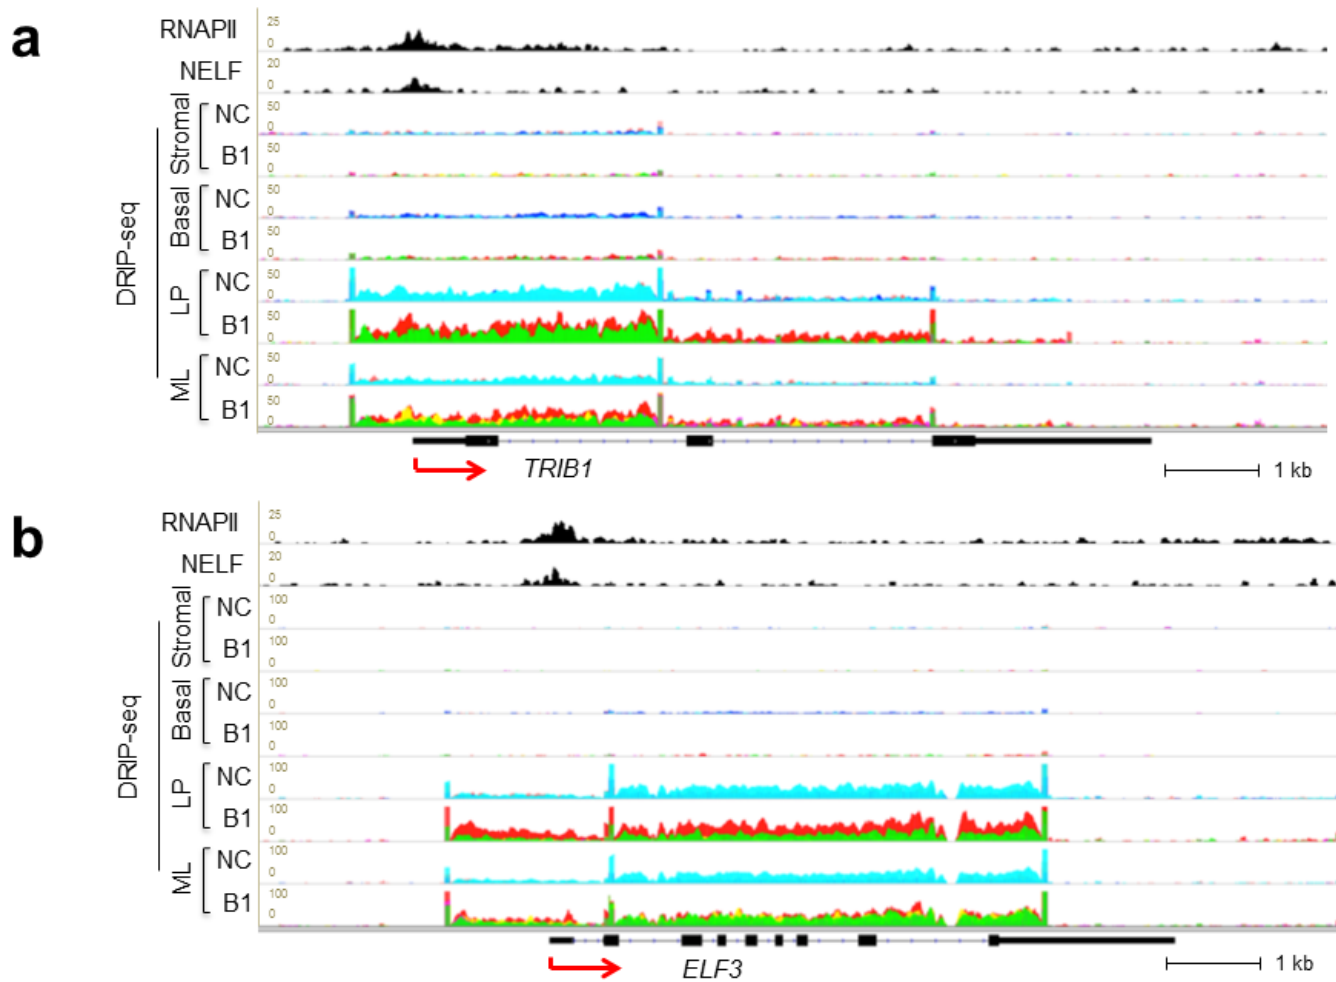 a
RNAPII
25
0
NELF
20
0
DRIP-seq
Stromal
NC
50
0
B1
50
0
Basal
NC
50
0
B1
50
0
LP
NC
50
0
B1
50
0
ML
NC
50
0
B1
50
0
TRIB1
1 kb
b
RNAPII
25
0
NELF
20
0
DRIP-seq
Stromal
NC
100
0
B1
100
0
Basal
NC
100
0
B1
100
0
LP
NC
100
0
B1
100
0
ML
NC
100
0
B1
100
0
ELF3
1 kb